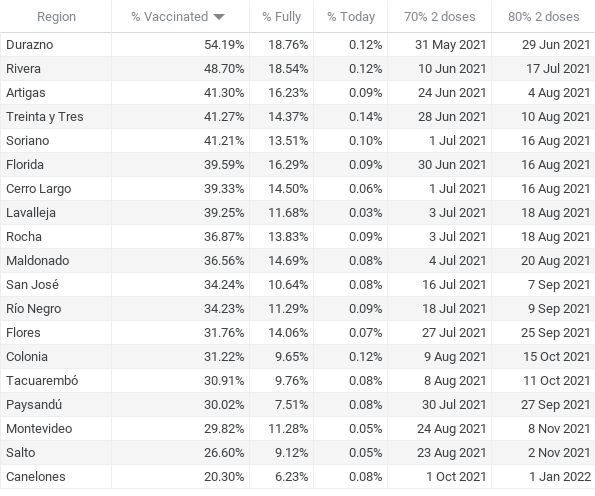 Region % Vaccinated % Fully % Today 70% 2 doses 80% 2 doses
Durazno 54.19% 18.76% 0.12% 31 May 2021 29 Jun 2021
Rivera 48.70% 18.54% 0.12% 10 Jun 2021 17 Jul 2021
Artigas 41.30% 16.23% 0.09% 24 Jun 2021 4 Aug 2021
Treinta y Tres 41.27% 14.37% 0.14% 28 Jun 2021 10 Aug 2021
Soriano 41.21% 13.51% 0.10% 1 Jul 2021 16 Aug 2021
Florida 39.59% 16.29% 0.09% 30 Jun 2021 16 Aug 2021
Cerro Largo 39.33% 14.50% 0.06% 1 Jul 2021 16 Aug 2021
Lavalleja 39.25% 11.68% 0.03% 3 Jul 2021 18 Aug 2021
Rocha 36.87% 13.83% 0.09% 3 Jul 2021 18 Aug 2021
Maldonado 36.56% 14.69% 0.08% 4 Jul 2021 20 Aug 2021
San José 34.24% 10.64% 0.08% 16 Jul 2021 7 Sep 2021
Río Negro 34.23% 11.29% 0.09% 18 Jul 2021 9 Sep 2021
Flores 31.76% 14.06% 0.07% 27 Jul 2021 25 Sep 2021
Colonia 31.22% 9.65% 0.12% 9 Aug 2021 15 Oct 2021
Tacuarembó 30.91% 9.76% 0.08% 8 Aug 2021 11 Oct 2021
Paysandú 30.02% 7.51% 0.08% 30 Jul 2021 27 Sep 2021
Montevideo 29.82% 11.28% 0.05% 24 Aug 2021 8 Nov 2021
Salto 26.60% 9.12% 0.05% 23 Aug 2021 2 Nov 2021
Canelones 20.30% 6.23% 0.08% 1 Oct 2021 1 Jan 2022